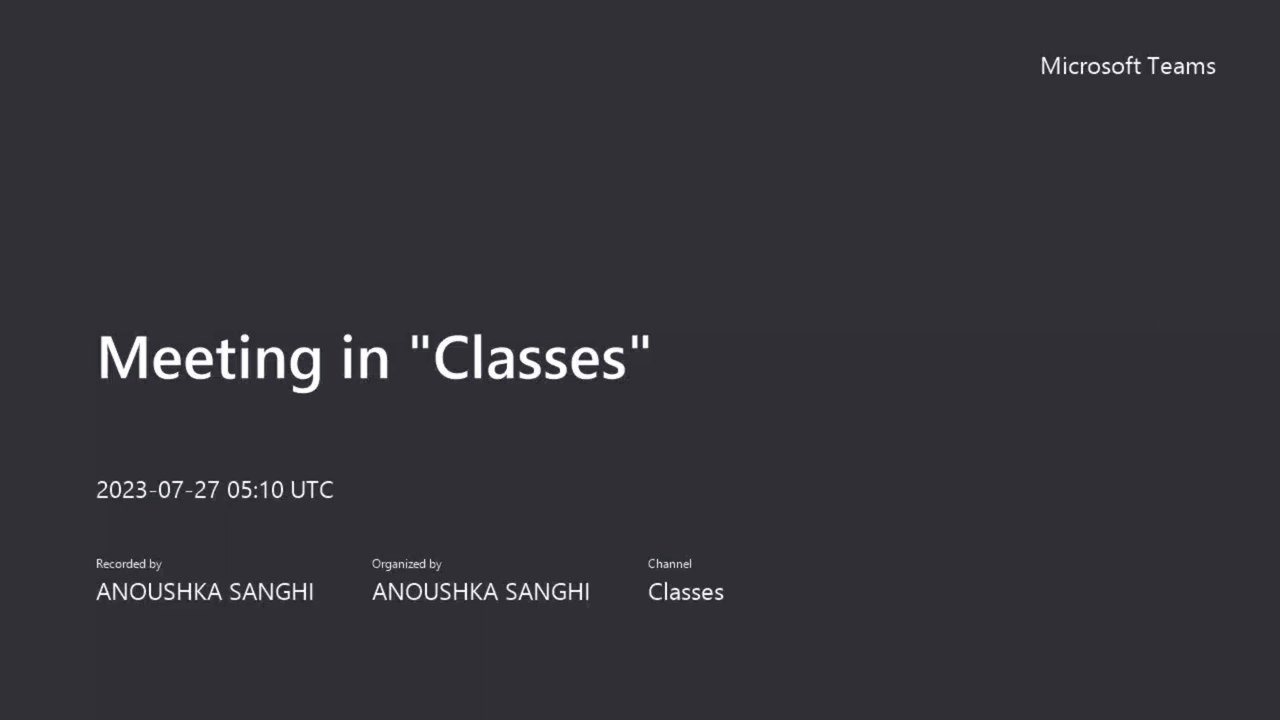 Microsoft Teams
Meeting in "Classes"
2023-07-27 05:10 UTC
Recorded by Organized by Channel
ANOUSHKA SANGHI ANOUSHKA SANGHI Classes